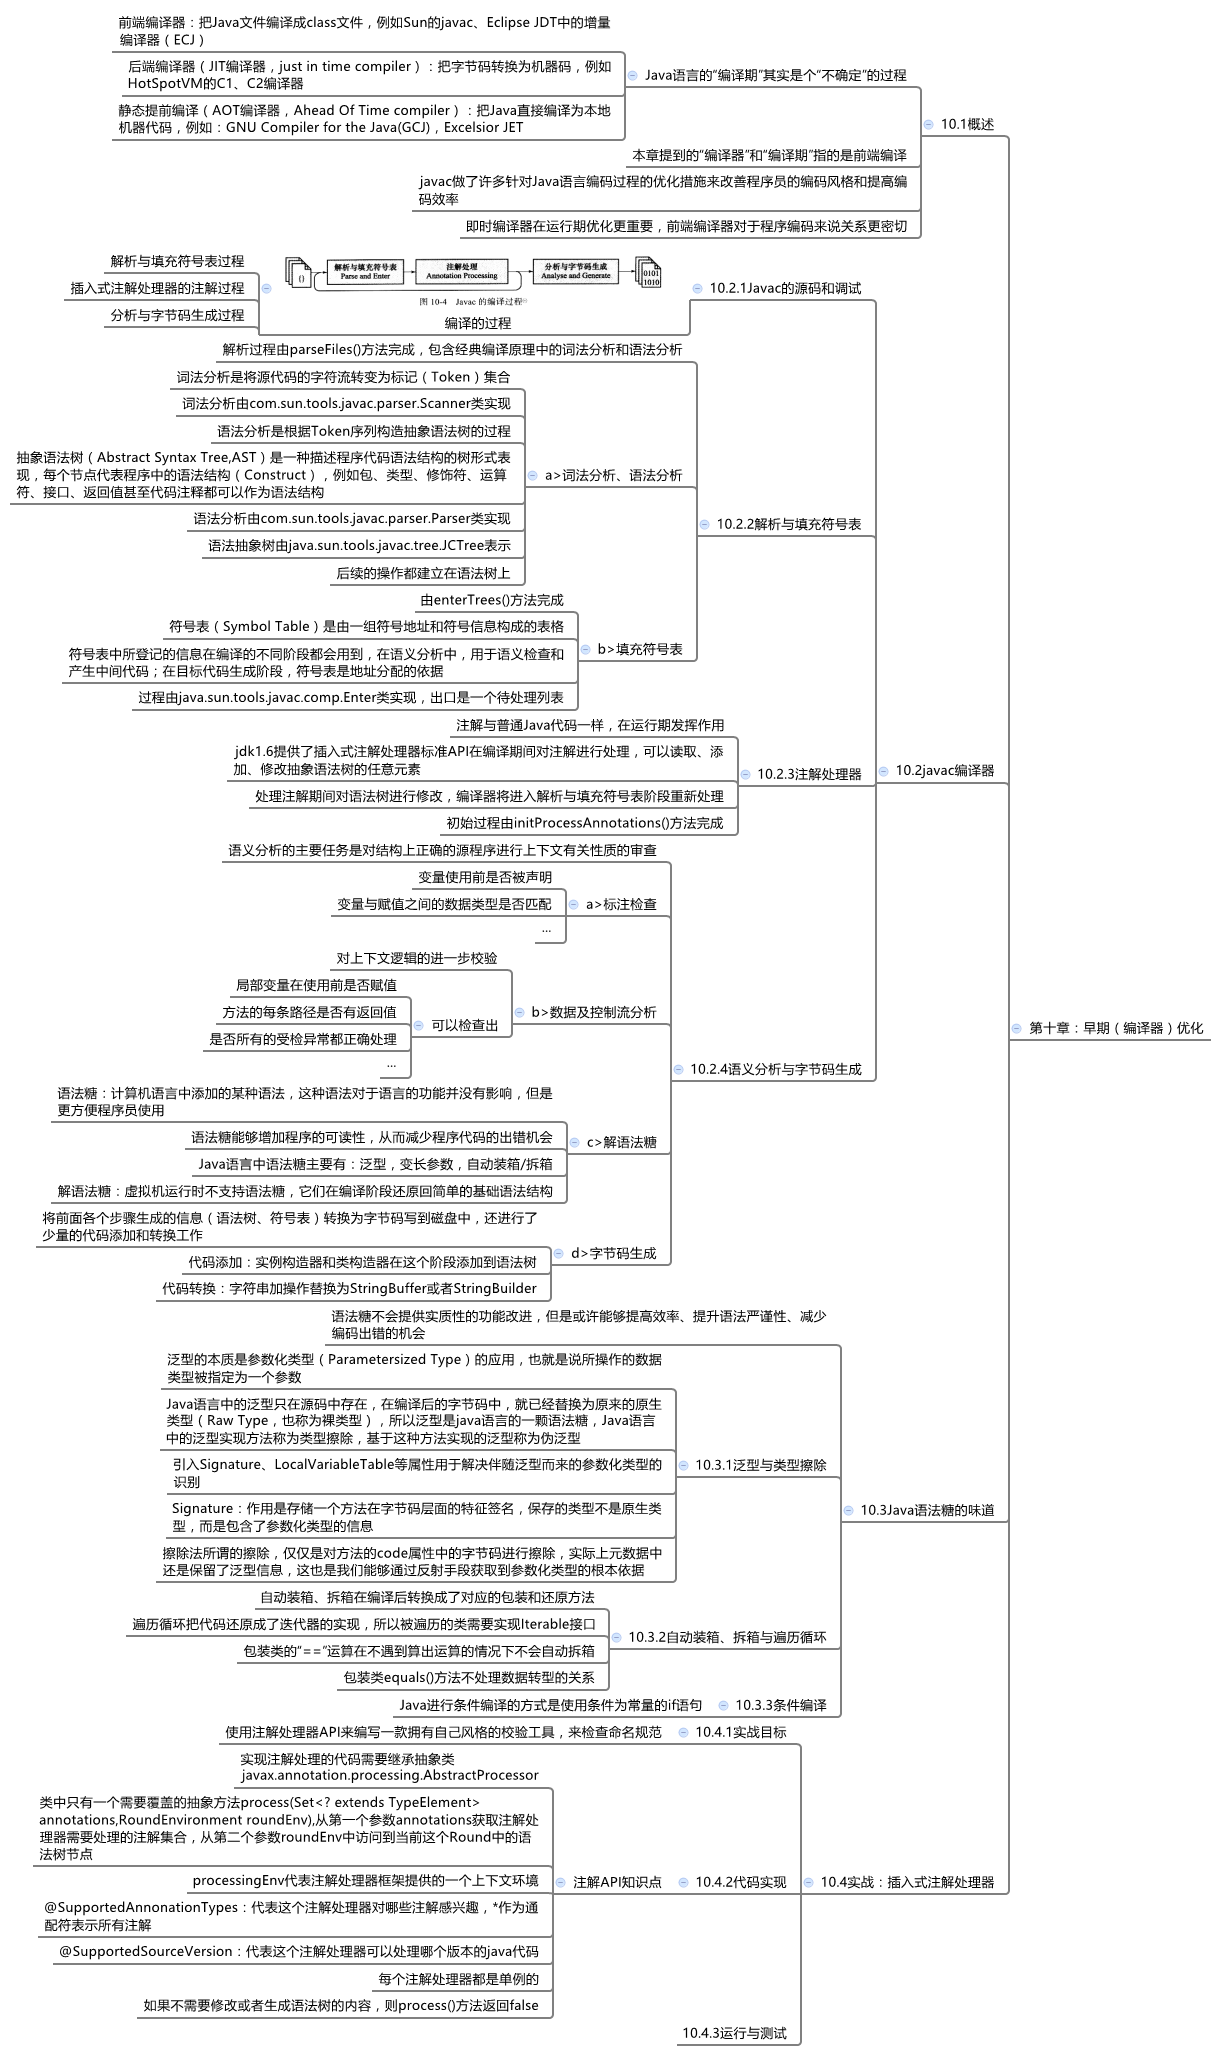 前端编译器：把Java文件编译成class文件，例如Sun的javac、Eclipse JDT中的增量
编译器（ECJ）
后端编译器（JIT编译器，just in time compiler）：把字节码转换为机器码，例如
HotSpotVM的C1、C2编译器
Java语言的“编译期”其实是个“不确定”的过程
静态提前编译（AOT编译器，Ahead Of Time compiler）：把Java直接编译为本地
机器代码，例如：GNU Compiler for the Java(GCJ)，Excelsior JET
10.1概述
本章提到的“编译器”和“编译期”指的是前端编译
javac做了许多针对Java语言编码过程的优化措施来改善程序员的编码风格和提高编
码效率
即时编译器在运行期优化更重要，前端编译器对于程序编码来说关系更密切
解析与填充符号表过程
插入式注解处理器的注解过程
分析与字节码生成过程
{}
解析与填充符号表
Parse and Enter
注解处理
Annotation Processing
分析与字节码生成
Analyse and Generate
0101
1010
图 10-4 Javac 的编译过程
编译的过程
10.2.1Javac的源码和调试
解析过程由parseFiles()方法完成，包含经典编译原理中的词法分析和语法分析
词法分析是将源代码的字符流转变为标记（Token）集合
词法分析由com.sun.tools.javac.parser.Scanner类实现
语法分析是根据Token序列构造抽象语法树的过程
抽象语法树（Abstract Syntax Tree,AST）是一种描述程序代码语法结构的树形式表
现，每个节点代表程序中的语法结构（Construct），例如包、类型、修饰符、运算
符、接口、返回值甚至代码注释都可以作为语法结构
a>词法分析、语法分析
语法分析由com.sun.tools.javac.parser.Parser类实现
语法抽象树由java.sun.tools.javac.tree.JCTree表示
后续的操作都建立在语法树上
10.2.2解析与填充符号表
由enterTrees()方法完成
符号表（Symbol Table）是由一组符号地址和符号信息构成的表格
符号表中所登记的信息在编译的不同阶段都会用到，在语义分析中，用于语义检查和
产生中间代码；在目标代码生成阶段，符号表是地址分配的依据
b>填充符号表
过程由java.sun.tools.javac.comp.Enter类实现，出口是一个待处理列表
注解与普通Java代码一样，在运行期发挥作用
jdk1.6提供了插入式注解处理器标准API在编译期间对注解进行处理，可以读取、添
加、修改抽象语法树的任意元素
10.2.3注解处理器
处理注解期间对语法树进行修改，编译器将进入解析与填充符号表阶段重新处理
初始过程由initProcessAnnotations()方法完成
10.2javac编译器
语义分析的主要任务是对结构上正确的源程序进行上下文有关性质的审查
变量使用前是否被声明
变量与赋值之间的数据类型是否匹配
...
a>标注检查
对上下文逻辑的进一步校验
局部变量在使用前是否赋值
方法的每条路径是否有返回值
是否所有的受检异常都正确处理
...
可以检查出
b>数据及控制流分析
10.2.4语义分析与字节码生成
第十章：早期（编译器）优化
语法糖：计算机语言中添加的某种语法，这种语法对于语言的功能并没有影响，但是
更方便程序员使用
语法糖能够增加程序的可读性，从而减少程序代码的出错机会
c>解语法糖
Java语言中语法糖主要有：泛型，变长参数，自动装箱/拆箱
解语法糖：虚拟机运行时不支持语法糖，它们在编译阶段还原回简单的基础语法结构
将前面各个步骤生成的信息（语法树、符号表）转换为字节码写到磁盘中，还进行了
少量的代码添加和转换工作
d>字节码生成
代码添加：实例构造器和类构造器在这个阶段添加到语法树
代码转换：字符串加操作替换为StringBuffer或者StringBuilder
语法糖不会提供实质性的功能改进，但是或许能够提高效率、提升语法严谨性、减少
编码出错的机会
泛型的本质是参数化类型（Parametersized Type）的应用，也就是说所操作的数据
类型被指定为一个参数
Java语言中的泛型只在源码中存在，在编译后的字节码中，就已经替换为原来的原生
类型（Raw Type，也称为裸类型），所以泛型是java语言的一颗语法糖，Java语言
中的泛型实现方法称为类型擦除，基于这种方法实现的泛型称为伪泛型
引入Signature、LocalVariableTable等属性用于解决伴随泛型而来的参数化类型的
识别
10.3.1泛型与类型擦除
Signature：作用是存储一个方法在字节码层面的特征签名，保存的类型不是原生类
型，而是包含了参数化类型的信息
擦除法所谓的擦除，仅仅是对方法的code属性中的字节码进行擦除，实际上元数据中
还是保留了泛型信息，这也是我们能够通过反射手段获取到参数化类型的根本依据
10.3Java语法糖的味道
自动装箱、拆箱在编译后转换成了对应的包装和还原方法
遍历循环把代码还原成了迭代器的实现，所以被遍历的类需要实现Iterable接口
10.3.2自动装箱、拆箱与遍历循环
包装类的“==”运算在不遇到算出运算的情况下不会自动拆箱
包装类equals()方法不处理数据转型的关系
Java进行条件编译的方式是使用条件为常量的if语句
10.3.3条件编译
使用注解处理器API来编写一款拥有自己风格的校验工具，来检查命名规范
10.4.1实战目标
实现注解处理的代码需要继承抽象类
javax.annotation.processing.AbstractProcessor
类中只有一个需要覆盖的抽象方法process(Set<? extends TypeElement>
annotations,RoundEnvironment roundEnv),从第一个参数annotations获取注解处
理器需要处理的注解集合，从第二个参数roundEnv中访问到当前这个Round中的语
法树节点
processingEnv代表注解处理器框架提供的一个上下文环境
注解API知识点
10.4.2代码实现
10.4实战：插入式注解处理器
@SupportedAnnonationTypes：代表这个注解处理器对哪些注解感兴趣，*作为通
配符表示所有注解
@SupportedSourceVersion：代表这个注解处理器可以处理哪个版本的java代码
每个注解处理器都是单例的
如果不需要修改或者生成语法树的内容，则process()方法返回false
10.4.3运行与测试